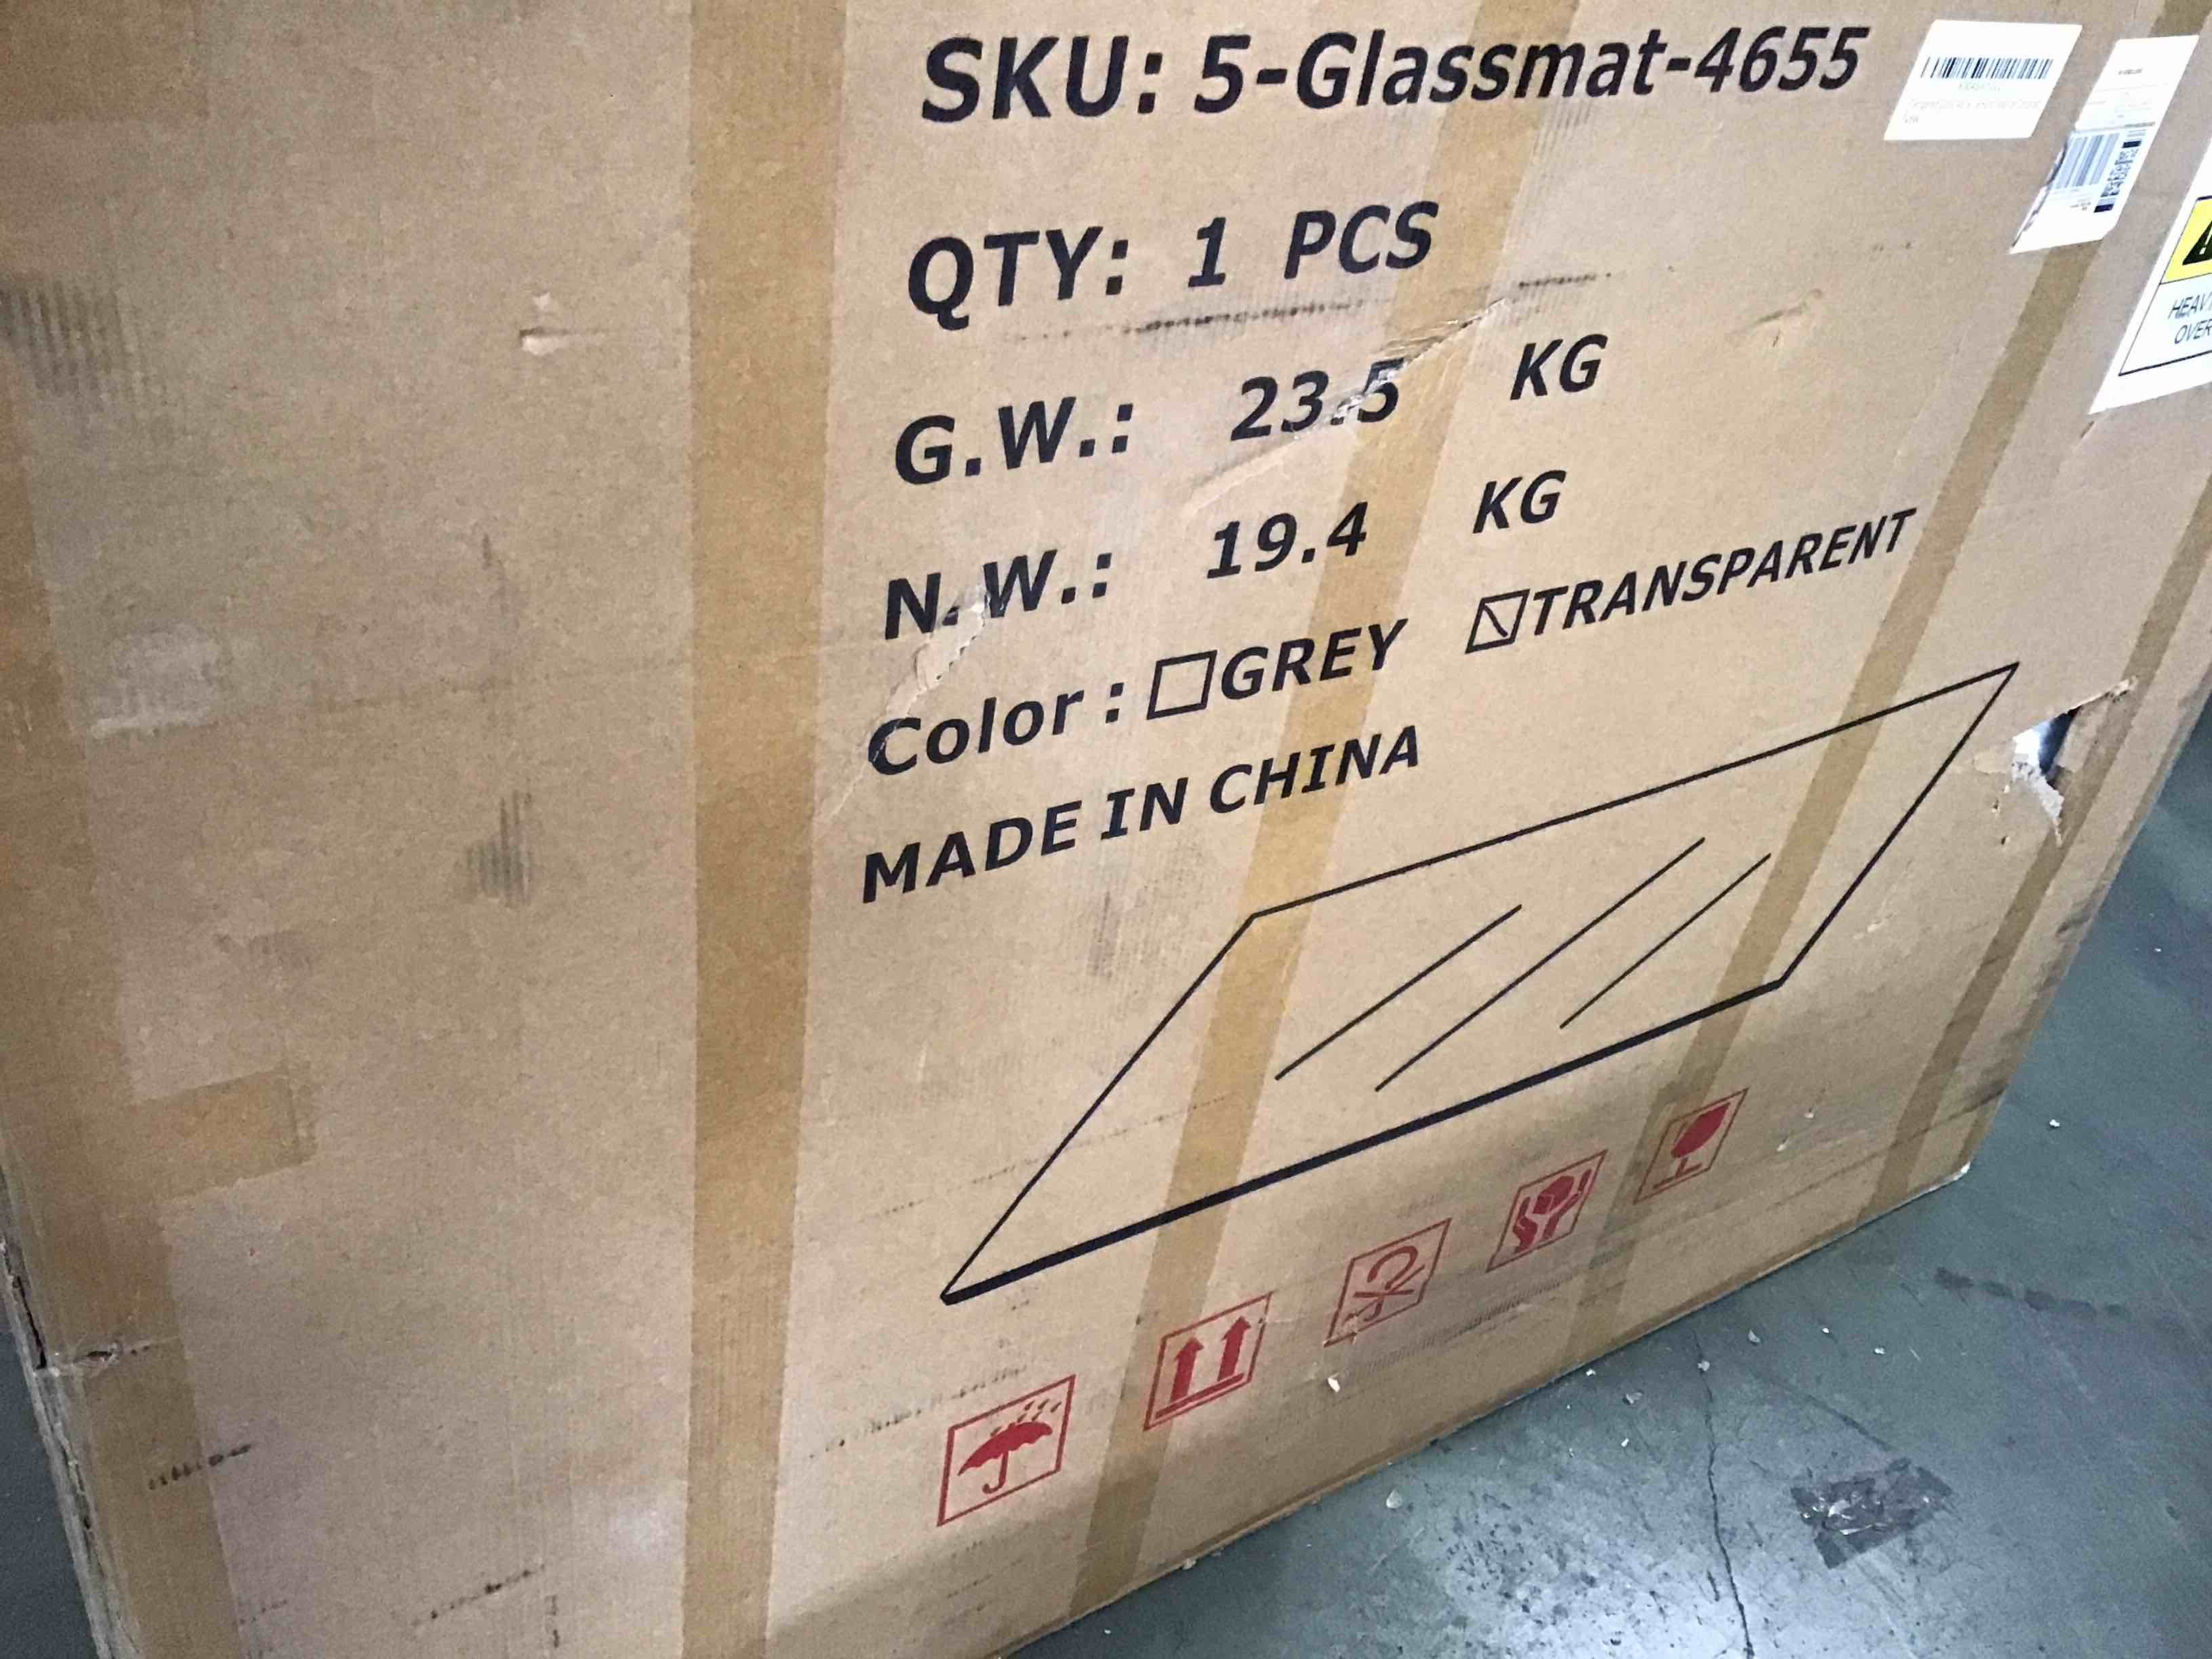 SKU: 5-Glassmat-4655
QTY: 1 PCS
G.W.: 23.5 KG
N.W.: 19.4 KG
Color: GREY TRANSPARENT
MADE IN CHINA